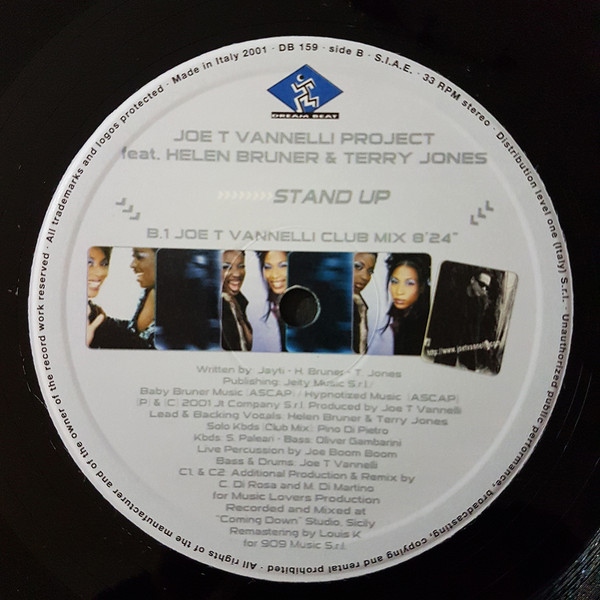 Made in Italy 2001 · DB 159 · side B · S.I.A.E. · 33 RPM stereo · Distribution level one (Italy) S.r.l. · Unauthorized public performance, broadcasting, copying and rental prohibited · All rights of the manufacturer and of the owner of the record work reserved · All trademarks and logos protected ·
DREAM BEAT
JOE T VANNELLI PROJECT
feat. HELEN BRUNER & TERRY JONES
»»»»»STAND UP
B.1 JOE T VANNELLI CLUB MIX 8'24"
http://www.joetvannelli.com
Written by: Jayti - H. Bruner - T. Jones
Publishing: Jeity Music S.r.l./
Baby Bruner Music (ASCAP)/ Hypnotized Music (ASCAP)
(P) & (C) 2001 Jt Company S.r.l. Produced by Joe T Vannelli
Lead & Backing Vocals: Helen Bruner & Terry Jones
Solo Kbds (Club Mix): Pino Di Pietro
Kbds: S. Paleari - Bass: Oliver Gambarini
Live Percussion by Joe Boom Boom
Bass & Drums: Joe T Vannelli
C1. & C2: Additional Production & Remix by
C. Di Rosa and M. Di Martino
for Music Lovers Production
Recorded and Mixed at
"Coming Down" Studio, Sicily
Remastering by Louis K
for 909 Music S.r.l.